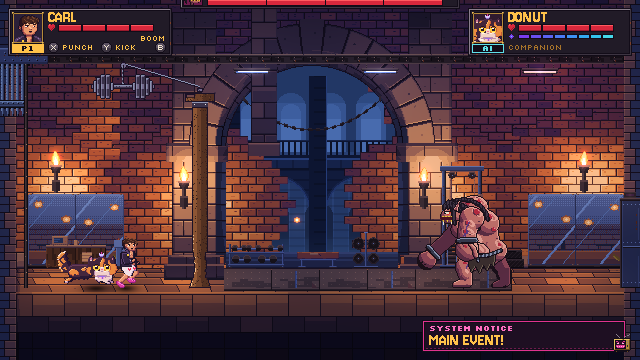 CARL
P1
X PUNCH Y KICK
BOOM
B
DONUT
AI
COMPANION
SYSTEM NOTICE
MAIN EVENT!